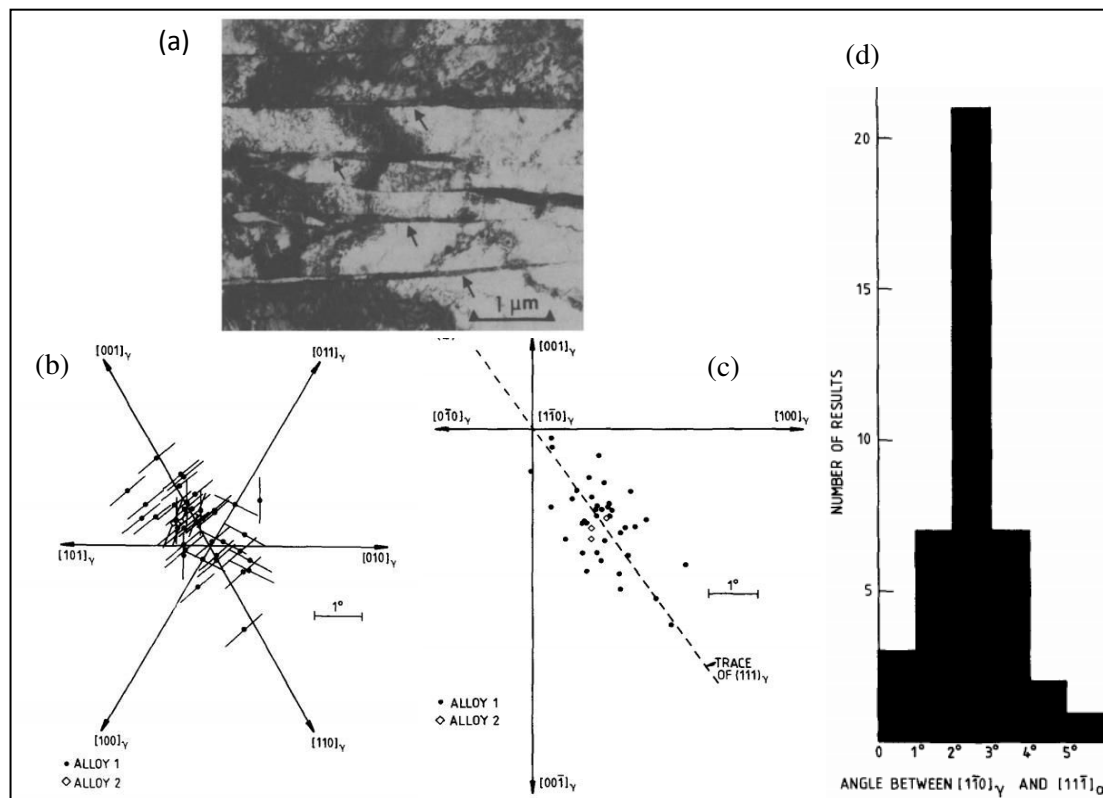 (a)
1 μm
(b)
[001]γ
[011]γ
[101]γ
[010]γ
[100]γ
[110]γ
1°
● ALLOY 1
◇ ALLOY 2
(c)
[001]γ
[01̄0]γ
[11̄0]γ
[100]γ
1°
TRACE
OF (111)γ
● ALLOY 1
◇ ALLOY 2
[001̄]γ
(d)
NUMBER OF RESULTS
20
15
10
5
0 1° 2° 3° 4° 5°
ANGLE BETWEEN [11̄0]γ AND [111̄]α